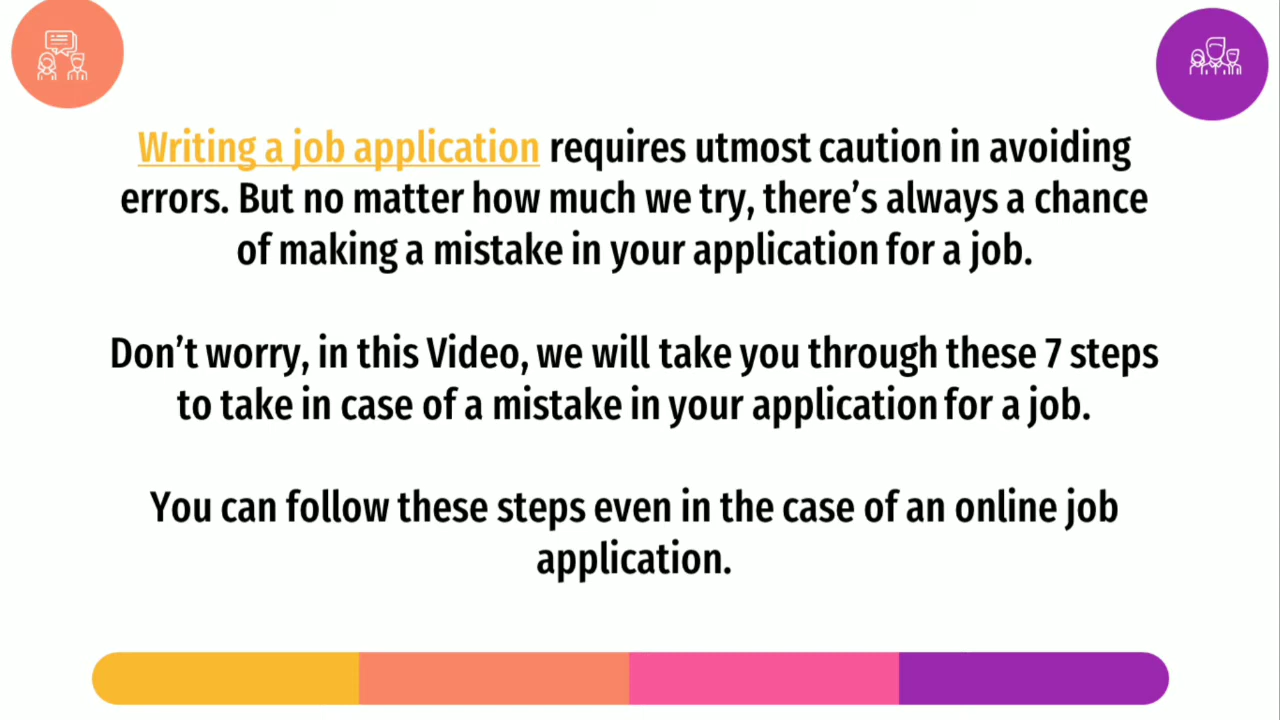 Writing a job application requires utmost caution in avoiding
errors. But no matter how much we try, there’s always a chance
of making a mistake in your application for a job.
Don’t worry, in this Video, we will take you through these 7 steps
to take in case of a mistake in your application for a job.
You can follow these steps even in the case of an online job
application.